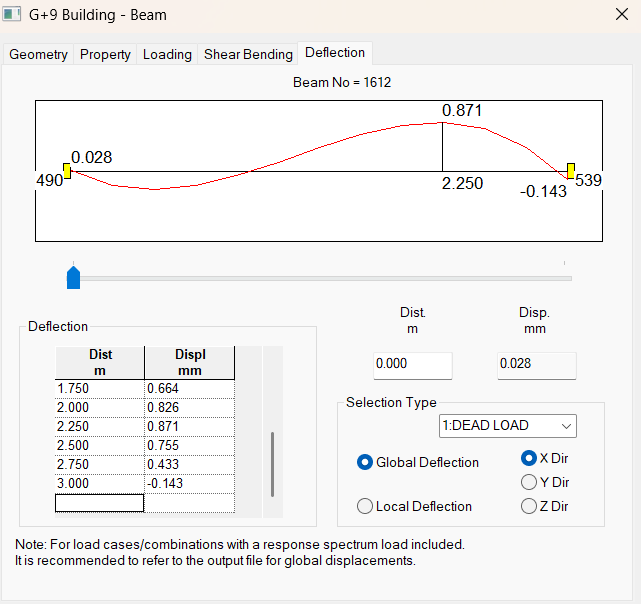 G+9 Building - Beam
Geometry Property Loading Shear Bending Deflection
Beam No = 1612
0.871
0.028
490
2.250
-0.143
539
Dist.
m
Disp.
mm
0.000
0.028
Deflection
Dist
m
Displ
mm
1.750 0.664
2.000 0.826
2.250 0.871
2.500 0.755
2.750 0.433
3.000 -0.143
Selection Type
1:DEAD LOAD
Global Deflection
Local Deflection
X Dir
Y Dir
Z Dir
Note: For load cases/combinations with a response spectrum load included.
It is recommended to refer to the output file for global displacements.